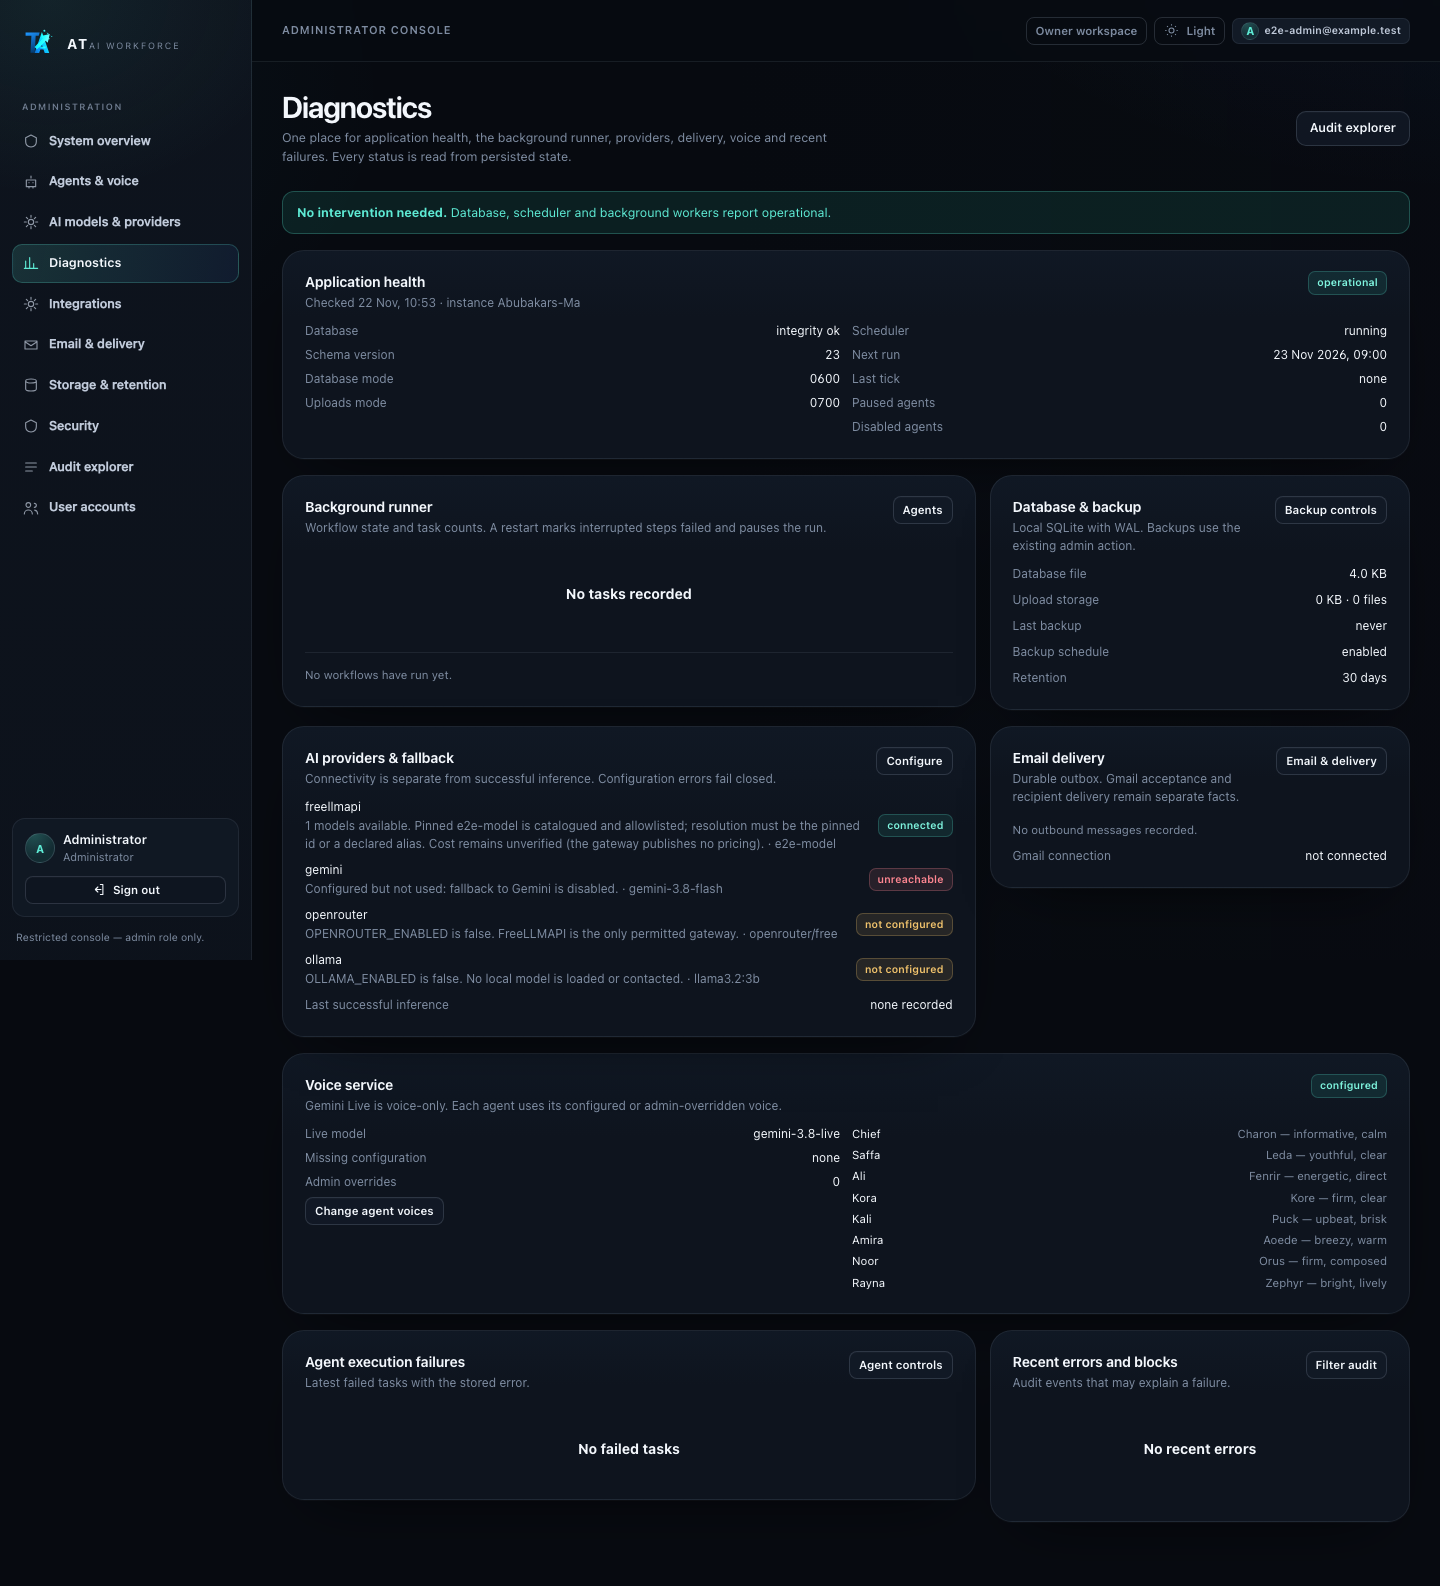 ATAI WORKFORCE
ADMINISTRATION
System overview
Agents & voice
AI models & providers
Diagnostics
Integrations
Email & delivery
Storage & retention
Security
Audit explorer
User accounts
A
Administrator
Administrator
Sign out
Restricted console — admin role only.
ADMINISTRATOR CONSOLE
Owner workspace
Light
A e2e-admin@example.test
Diagnostics
One place for application health, the background runner, providers, delivery, voice and recent
failures. Every status is read from persisted state.
Audit explorer
No intervention needed. Database, scheduler and background workers report operational.
Application health
Checked 22 Nov, 10:53 · instance Abubakars-Ma
operational
Database integrity ok
Schema version 23
Database mode 0600
Uploads mode 0700
Scheduler running
Next run 23 Nov 2026, 09:00
Last tick none
Paused agents 0
Disabled agents 0
Background runner
Workflow state and task counts. A restart marks interrupted steps failed and pauses the run.
Agents
No tasks recorded
No workflows have run yet.
Database & backup
Local SQLite with WAL. Backups use the
existing admin action.
Backup controls
Database file 4.0 KB
Upload storage 0 KB · 0 files
Last backup never
Backup schedule enabled
Retention 30 days
AI providers & fallback
Connectivity is separate from successful inference. Configuration errors fail closed.
Configure
freellmapi
1 models available. Pinned e2e-model is catalogued and allowlisted; resolution must be the pinned
id or a declared alias. Cost remains unverified (the gateway publishes no pricing). · e2e-model
connected
gemini
Configured but not used: fallback to Gemini is disabled. · gemini-3.8-flash
unreachable
openrouter
OPENROUTER_ENABLED is false. FreeLLMAPI is the only permitted gateway. · openrouter/free
not configured
ollama
OLLAMA_ENABLED is false. No local model is loaded or contacted. · llama3.2:3b
not configured
Last successful inference none recorded
Email delivery
Durable outbox. Gmail acceptance and
recipient delivery remain separate facts.
Email & delivery
No outbound messages recorded.
Gmail connection not connected
Voice service
Gemini Live is voice-only. Each agent uses its configured or admin-overridden voice.
configured
Live model gemini-3.8-live
Missing configuration none
Admin overrides 0
Change agent voices
Chief Charon — informative, calm
Saffa Leda — youthful, clear
Ali Fenrir — energetic, direct
Kora Kore — firm, clear
Kali Puck — upbeat, brisk
Amira Aoede — breezy, warm
Noor Orus — firm, composed
Rayna Zephyr — bright, lively
Agent execution failures
Latest failed tasks with the stored error.
Agent controls
No failed tasks
Recent errors and blocks
Audit events that may explain a failure.
Filter audit
No recent errors